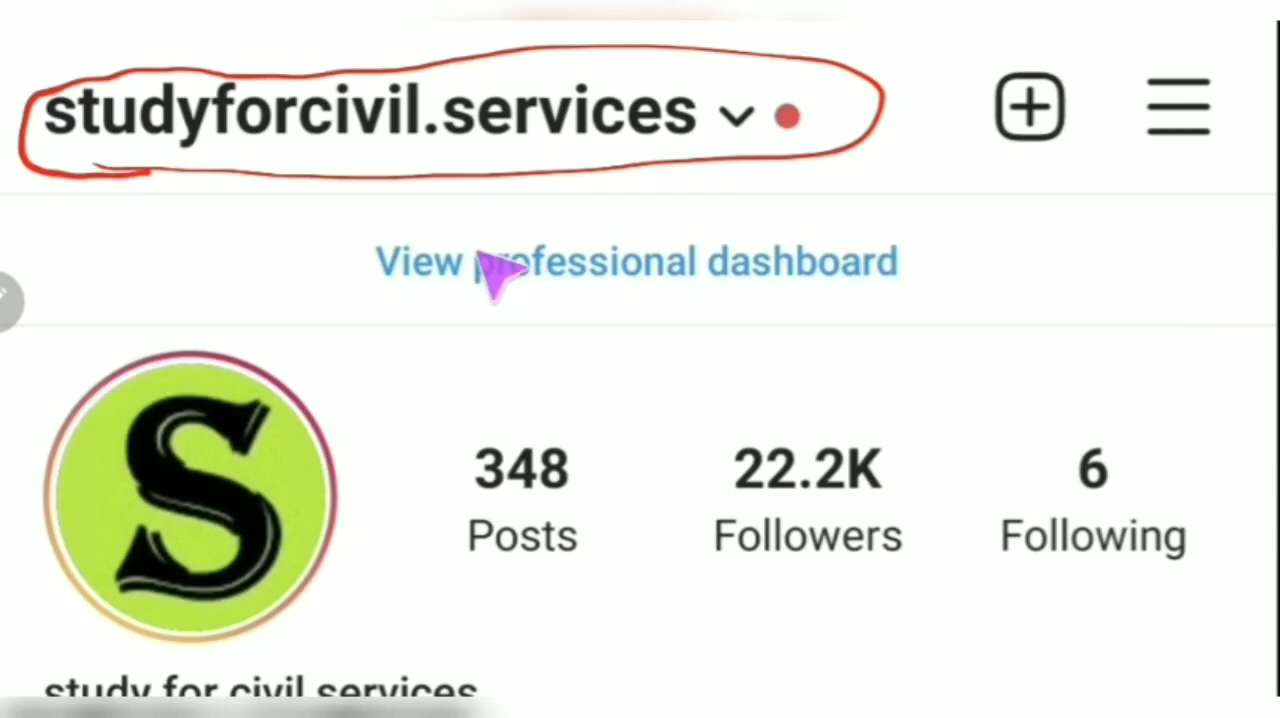 studyforcivil.services
View professional dashboard
S
348
Posts
22.2K
Followers
6
Following
study for civil services